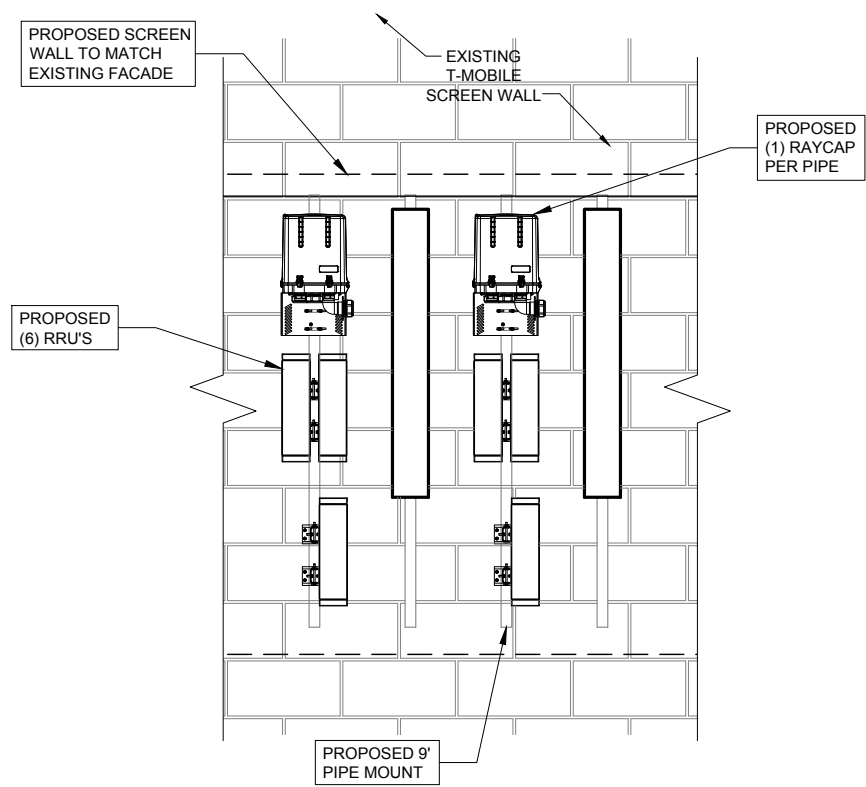 PROPOSED SCREEN
WALL TO MATCH
EXISTING FACADE
EXISTING
T-MOBILE
SCREEN WALL
PROPOSED
(1) RAYCAP
PER PIPE
PROPOSED
(6) RRU'S
PROPOSED 9'
PIPE MOUNT